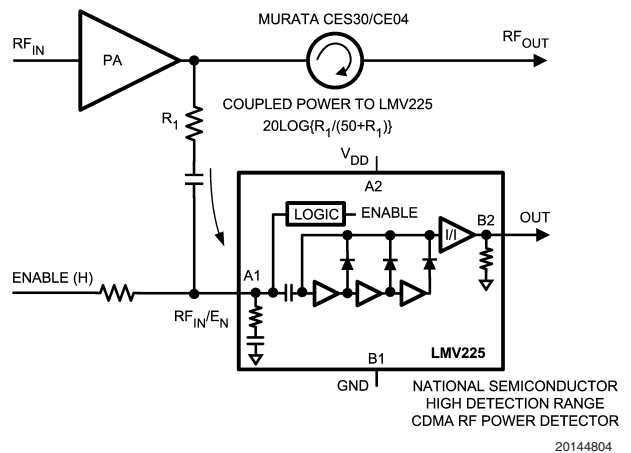 MURATA CES30/CE04
RF_IN
PA
RF_OUT
COUPLED POWER TO LMV225
20LOG{R_1/(50+R_1)}
R_1
V_DD
A2
LOGIC
ENABLE
I/I
B2
OUT
ENABLE (H)
A1
RF_IN/E_N
LMV225
B1
GND
NATIONAL SEMICONDUCTOR
HIGH DETECTION RANGE
CDMA RF POWER DETECTOR
20144804